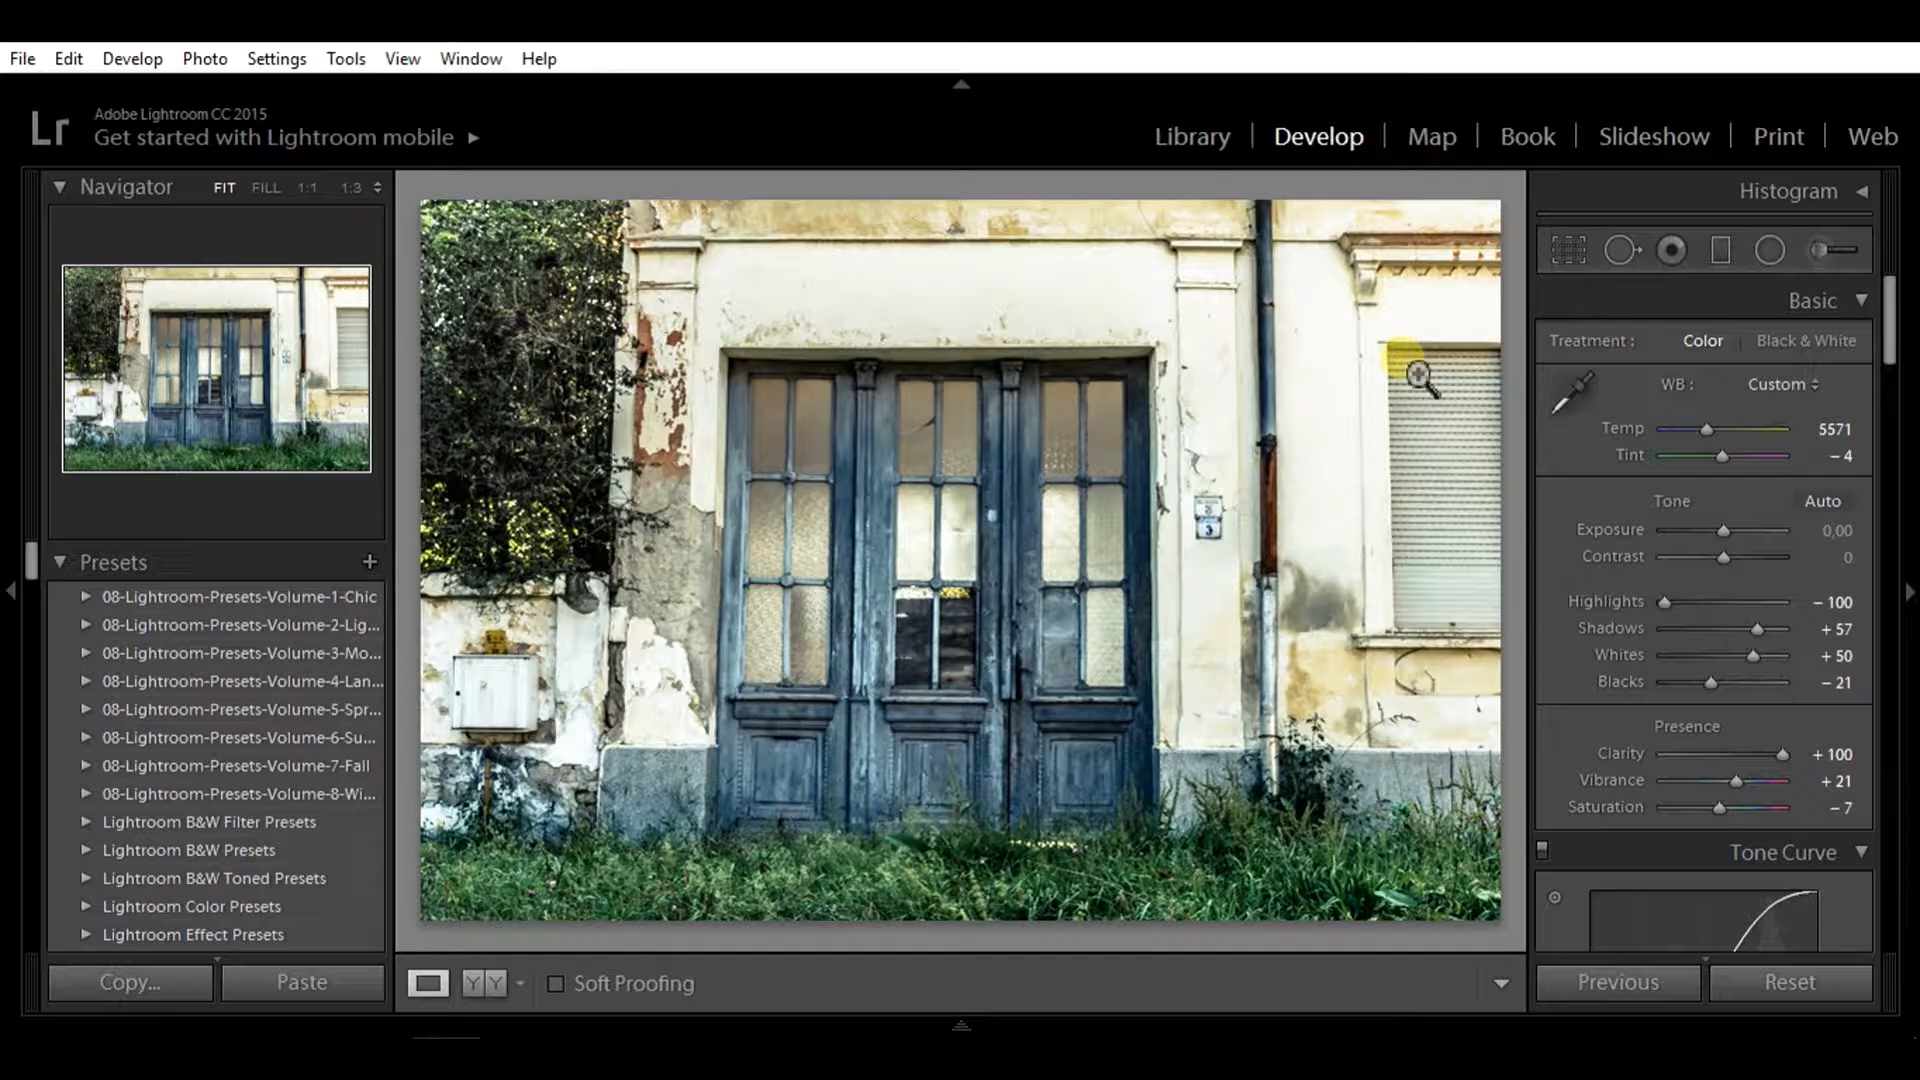 File Edit Develop Photo Settings Tools View Window Help
Lr
Adobe Lightroom CC 2015
Get started with Lightroom mobile
Library | Develop | Map | Book | Slideshow | Print | Web
Navigator FIT FILL 1:1 1:3
Histogram
Basic
Treatment : Color Black & White
WB : Custom
Temp 5571
Tint – 4
Tone Auto
Exposure 0,00
Contrast 0
Highlights – 100
Shadows + 57
Whites + 50
Blacks – 21
Presence
Clarity + 100
Vibrance + 21
Saturation – 7
Tone Curve
Presets +
08-Lightroom-Presets-Volume-1-Chic
08-Lightroom-Presets-Volume-2-Lig...
08-Lightroom-Presets-Volume-3-Mo...
08-Lightroom-Presets-Volume-4-Lan...
08-Lightroom-Presets-Volume-5-Spr...
08-Lightroom-Presets-Volume-6-Su...
08-Lightroom-Presets-Volume-7-Fall
08-Lightroom-Presets-Volume-8-Wi...
Lightroom B&W Filter Presets
Lightroom B&W Presets
Lightroom B&W Toned Presets
Lightroom Color Presets
Lightroom Effect Presets
3
Copy... Paste
YY Soft Proofing
Previous Reset